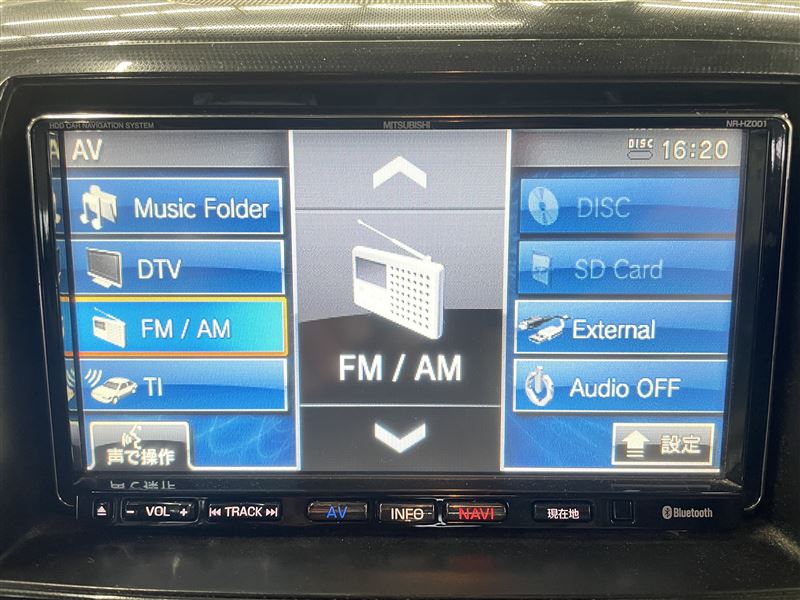 HDD CAR NAVIGATION SYSTEM
MITSUBISHI
NR-HZ001
AV
DISC
16:20
Music Folder
DTV
FM / AM
TI
声で操作
FM / AM
DISC
SD Card
External
Audio OFF
設定
- VOL +
TRACK
AV
INFO
NAVI
現在地
Bluetooth